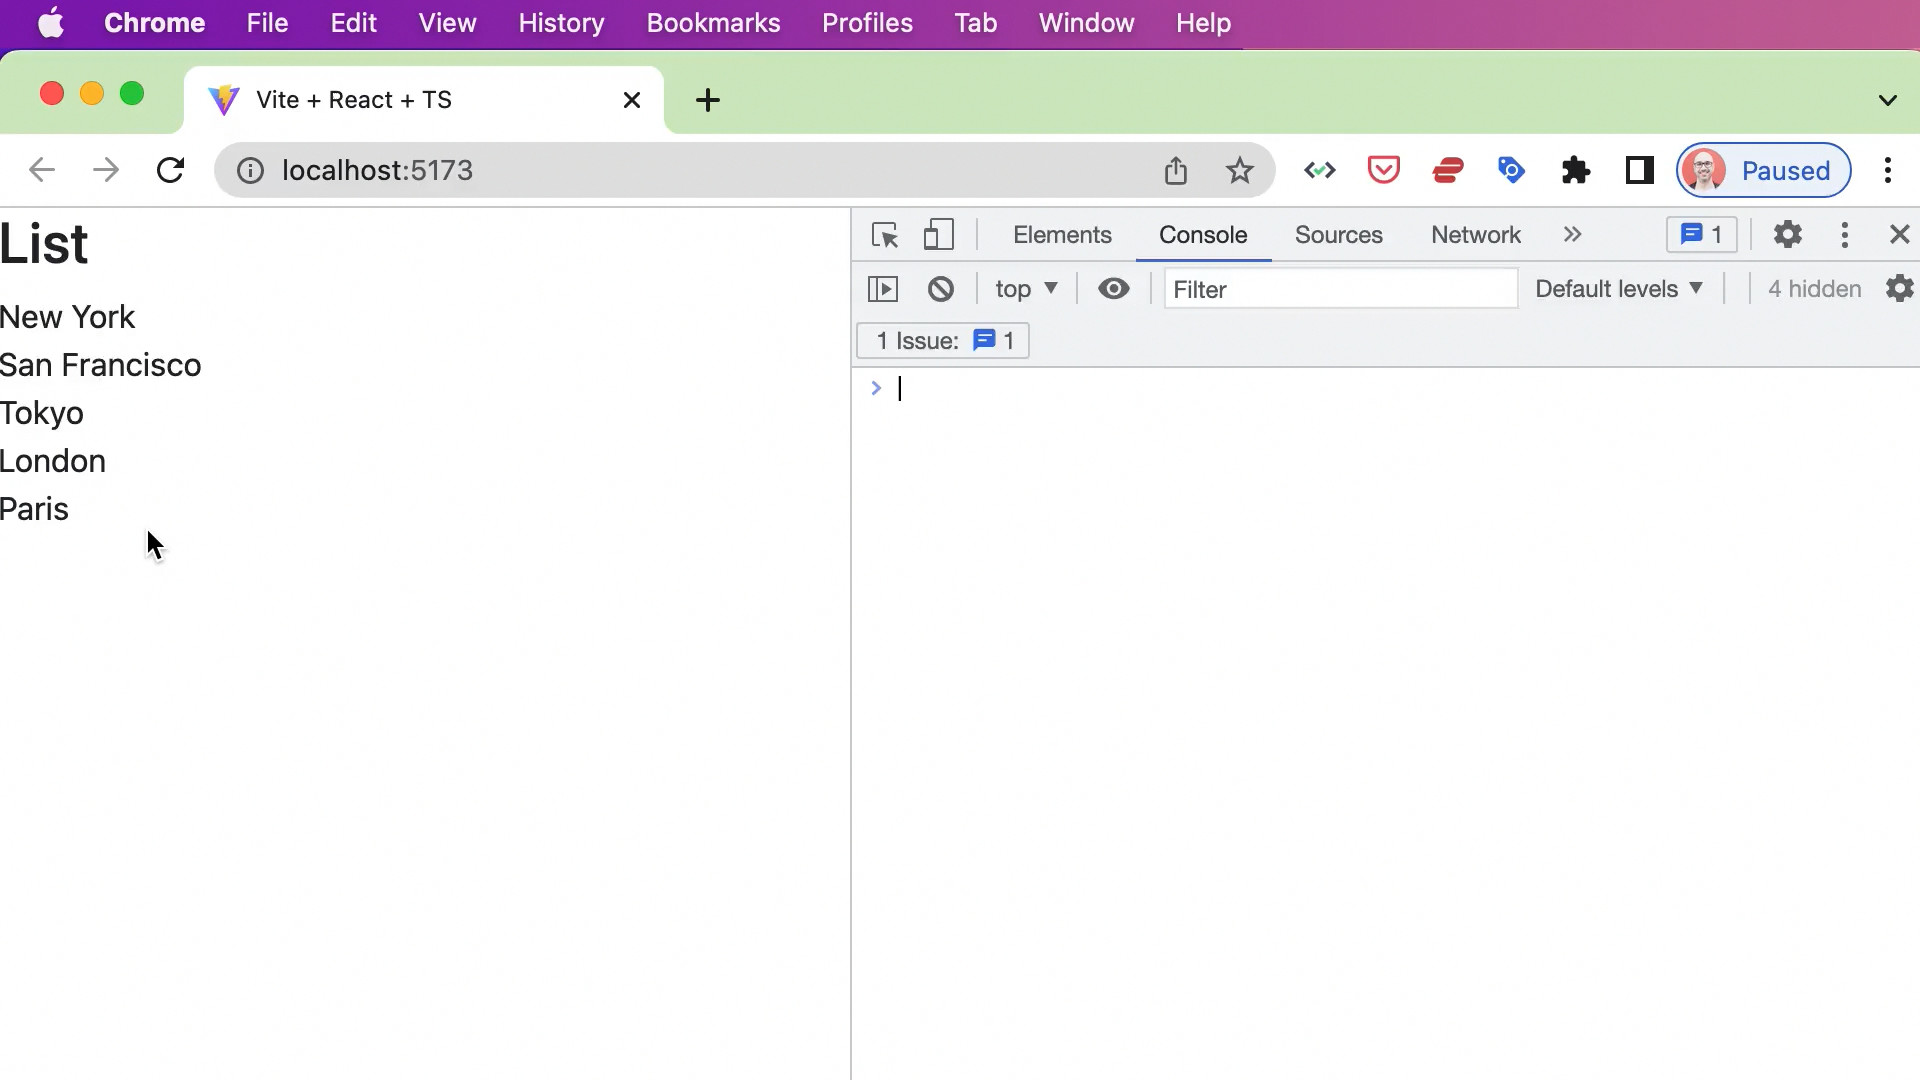 Chrome File Edit View History Bookmarks Profiles Tab Window Help
Vite + React + TS
localhost:5173
Paused
List
New York
San Francisco
Tokyo
London
Paris
Elements Console Sources Network » 1
top Filter Default levels 4 hidden
1 Issue: 1